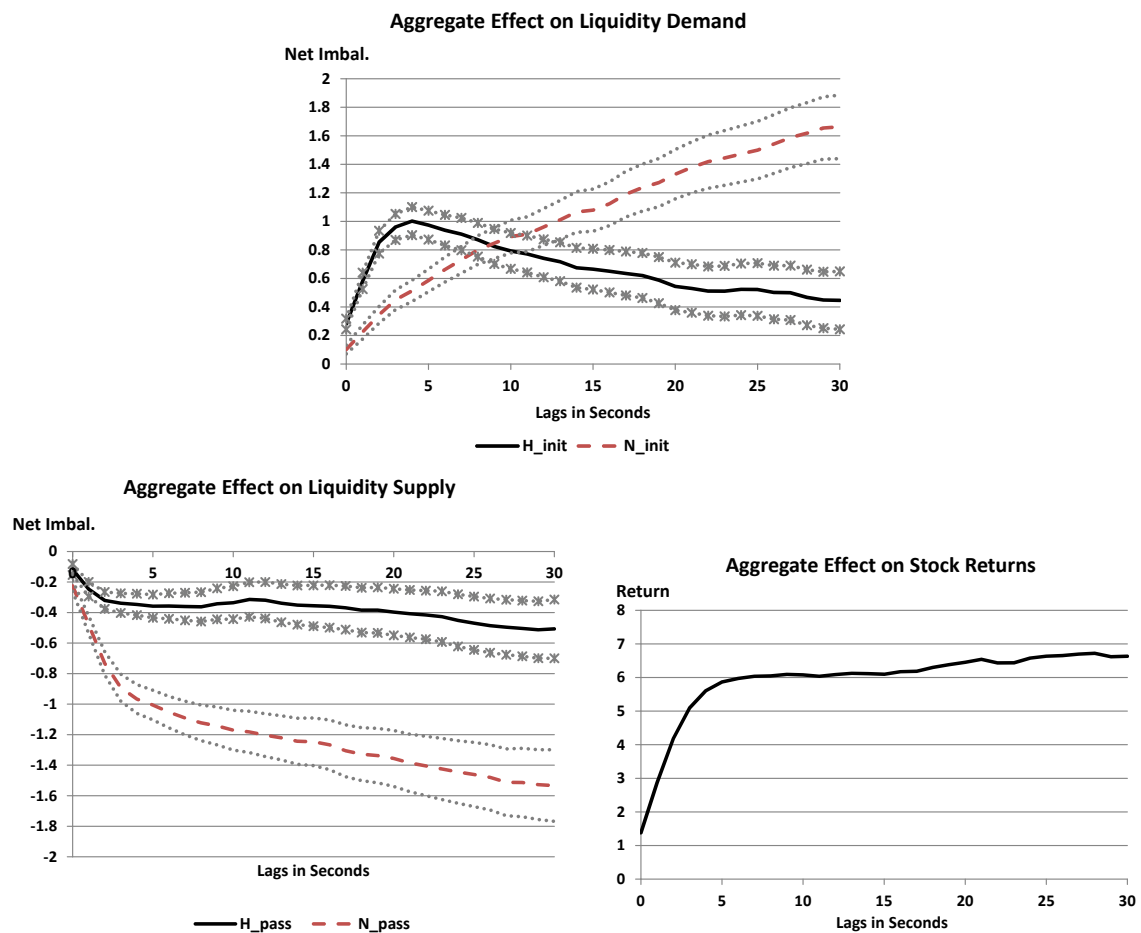 Aggregate Effect on Liquidity Demand
Net Imbal.
2
1.8
1.6
1.4
1.2
1
0.8
0.6
0.4
0.2
0
0 5 10 15 20 25 30
Lags in Seconds
H_init N_init
Aggregate Effect on Liquidity Supply
Net Imbal.
0
0 5 10 15 20 25 30
-0.2
-0.4
-0.6
-0.8
-1
-1.2
-1.4
-1.6
-1.8
-2
Lags in Seconds
H_pass N_pass
Aggregate Effect on Stock Returns
Return
8
7
6
5
4
3
2
1
0
0 5 10 15 20 25 30
Lags in Seconds